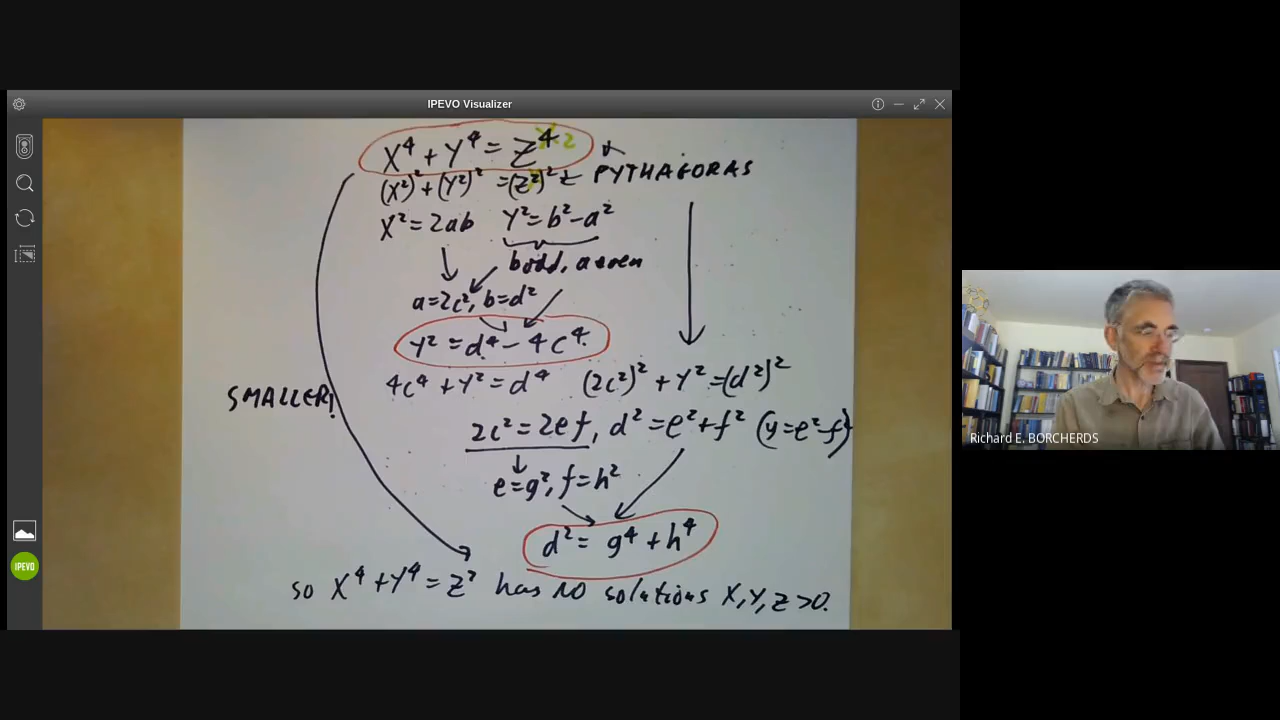 IPEVO Visualizer
X⁴ + Y⁴ = Z⁴ 2
(X²)² + (Y²)² = (Z²)² ← PYTHAGORAS
X² = 2ab Y² = b² - a²
b odd, a even
a = 2c², b = d²
Y² = d⁴ - 4c⁴
4c⁴ + Y² = d⁴ (2c²)² + Y² = (d²)²
SMALLER!
2c² = 2ef, d² = e² + f² (y = e² - f)
e = g², f = h²
d² = g⁴ + h⁴
so X⁴ + Y⁴ = Z² has no solutions X, Y, Z > 0.
IPEVO
Richard E. BORCHERDS